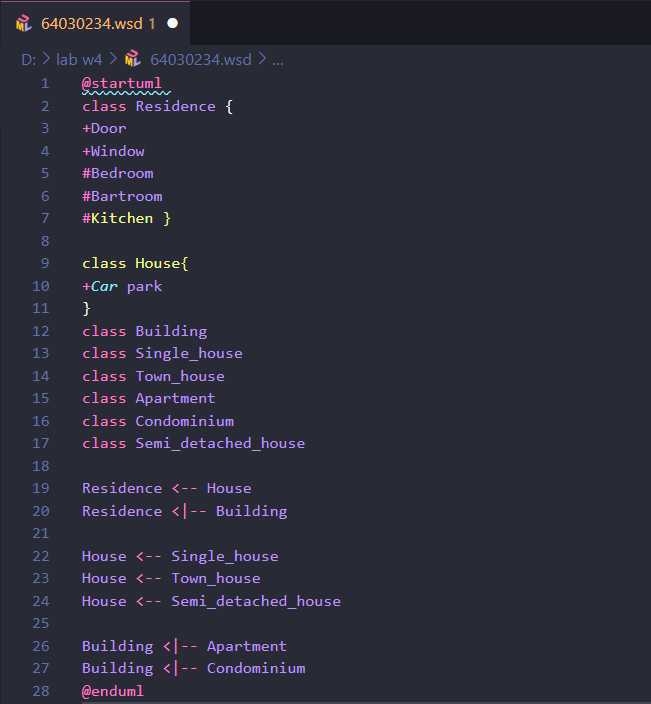 64030234.wsd 1
D: > lab w4 > 64030234.wsd > ...
1 @startuml
2 class Residence {
3 +Door
4 +Window
5 #Bedroom
6 #Bartroom
7 #Kitchen }
8
9 class House{
10 +Car park
11 }
12 class Building
13 class Single_house
14 class Town_house
15 class Apartment
16 class Condominium
17 class Semi_detached_house
18
19 Residence <-- House
20 Residence <|-- Building
21
22 House <-- Single_house
23 House <-- Town_house
24 House <-- Semi_detached_house
25
26 Building <|-- Apartment
27 Building <|-- Condominium
28 @enduml